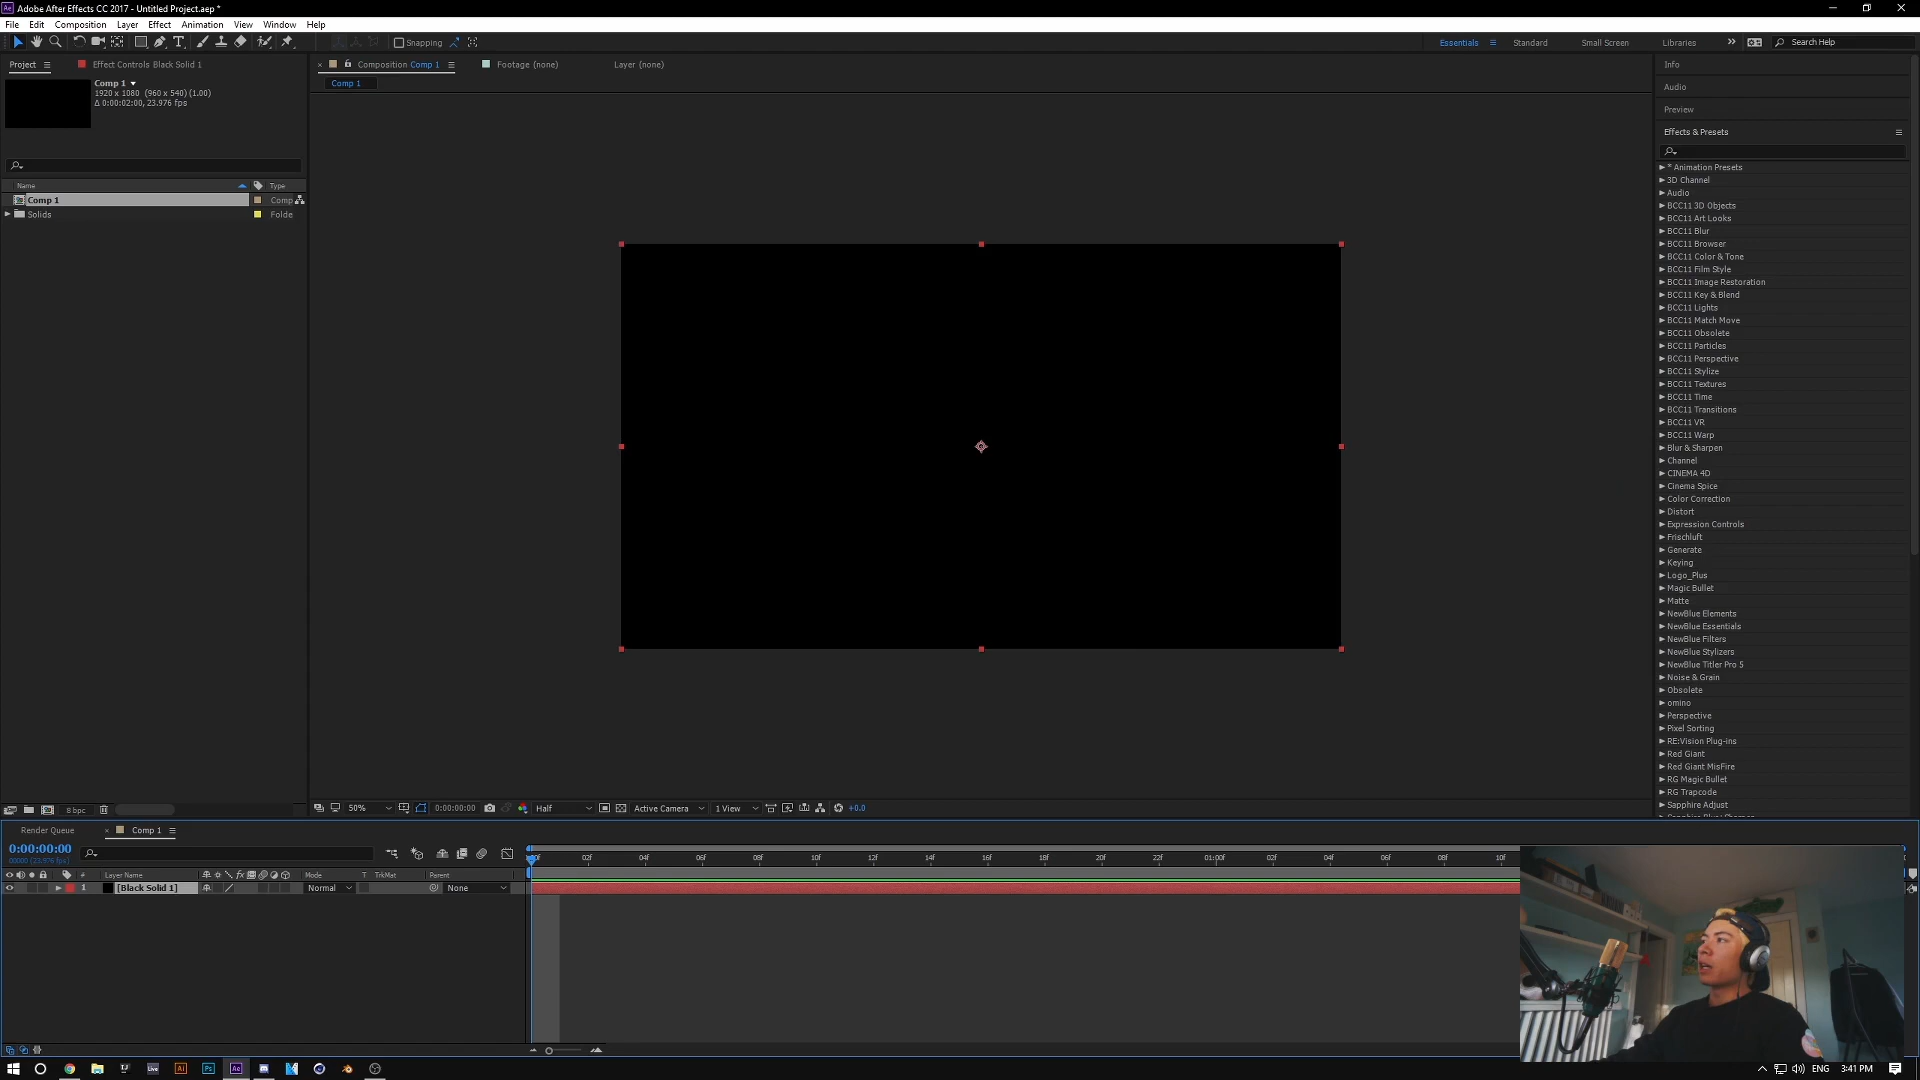 Adobe After Effects CC 2017 - Untitled Project.aep *
File Edit Composition Layer Effect Animation View Window Help
Snapping
Essentials Standard Small Screen Libraries Search Help
Project Effect Controls Black Solid 1
Composition Comp 1 Footage (none) Layer (none)
Comp 1
1920 x 1080 (960 x 540) (1.00)
Δ 0:00:02:00, 23.976 fps)
Comp 1
Name Type
Comp 1 Comp
Solids Folde
Info
Audio
Preview
Effects & Presets
* Animation Presets
3D Channel
Audio
BCC11 3D Objects
BCC11 Art Looks
BCC11 Blur
BCC11 Browser
BCC11 Color & Tone
BCC11 Film Style
BCC11 Image Restoration
BCC11 Key & Blend
BCC11 Lights
BCC11 Match Move
BCC11 Obsolete
BCC11 Particles
BCC11 Perspective
BCC11 Stylize
BCC11 Textures
BCC11 Time
BCC11 Transitions
BCC11 VR
BCC11 Warp
Blur & Sharpen
Channel
CINEMA 4D
Cinema Spice
Color Correction
Distort
Expression Controls
Frischluft
Generate
Keying
Logo_Plus
Magic Bullet
Matte
NewBlue Elements
NewBlue Essentials
NewBlue Filters
NewBlue Stylizers
NewBlue Titler Pro 5
Noise & Grain
Obsolete
omino
Perspective
Pixel Sorting
RE:Vision Plug-ins
Red Giant
Red Giant MisFire
RG Magic Bullet
RG Trapcode
Sapphire Adjust
8 bpc
50% 0:00:00:00 Half Active Camera 1 View +0.0
Render Queue Comp 1
0:00:00:00
00000 (23.976 fps)
02f 04f 06f 08f 10f 12f 14f 16f 18f 20f 22f 01:00f 02f 04f 06f 08f 10f
# Layer Name Mode T TrkMat Parent
1 [Black Solid 1] Normal None
Live Ai Ps Ae
ENG 3:41 PM